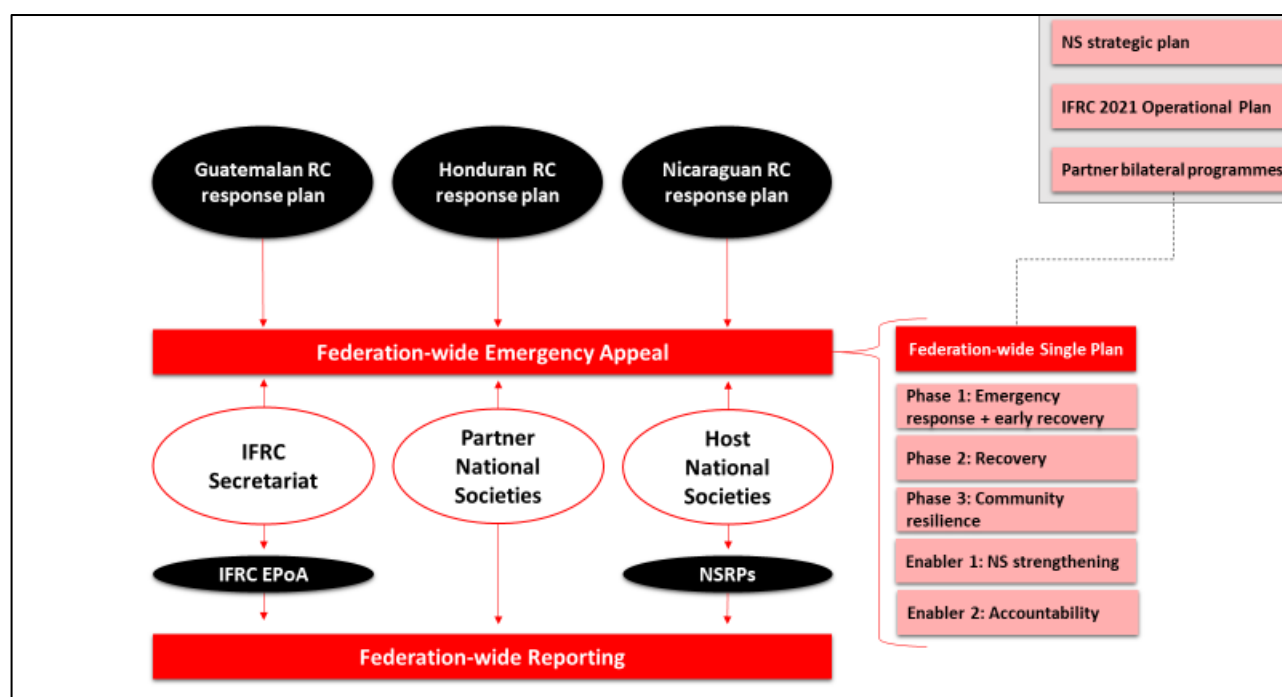 NS strategic plan
IFRC 2021 Operational Plan
Partner bilateral programmes
Guatemalan RC
response plan
Honduran RC
response plan
Nicaraguan RC
response plan
Federation-wide Emergency Appeal
Federation-wide Single Plan
Phase 1: Emergency
response + early recovery
Phase 2: Recovery
Phase 3: Community
resilience
Enabler 1: NS strengthening
Enabler 2: Accountability
IFRC
Secretariat
Partner
National
Societies
Host
National
Societies
IFRC EPoA
NSRPs
Federation-wide Reporting